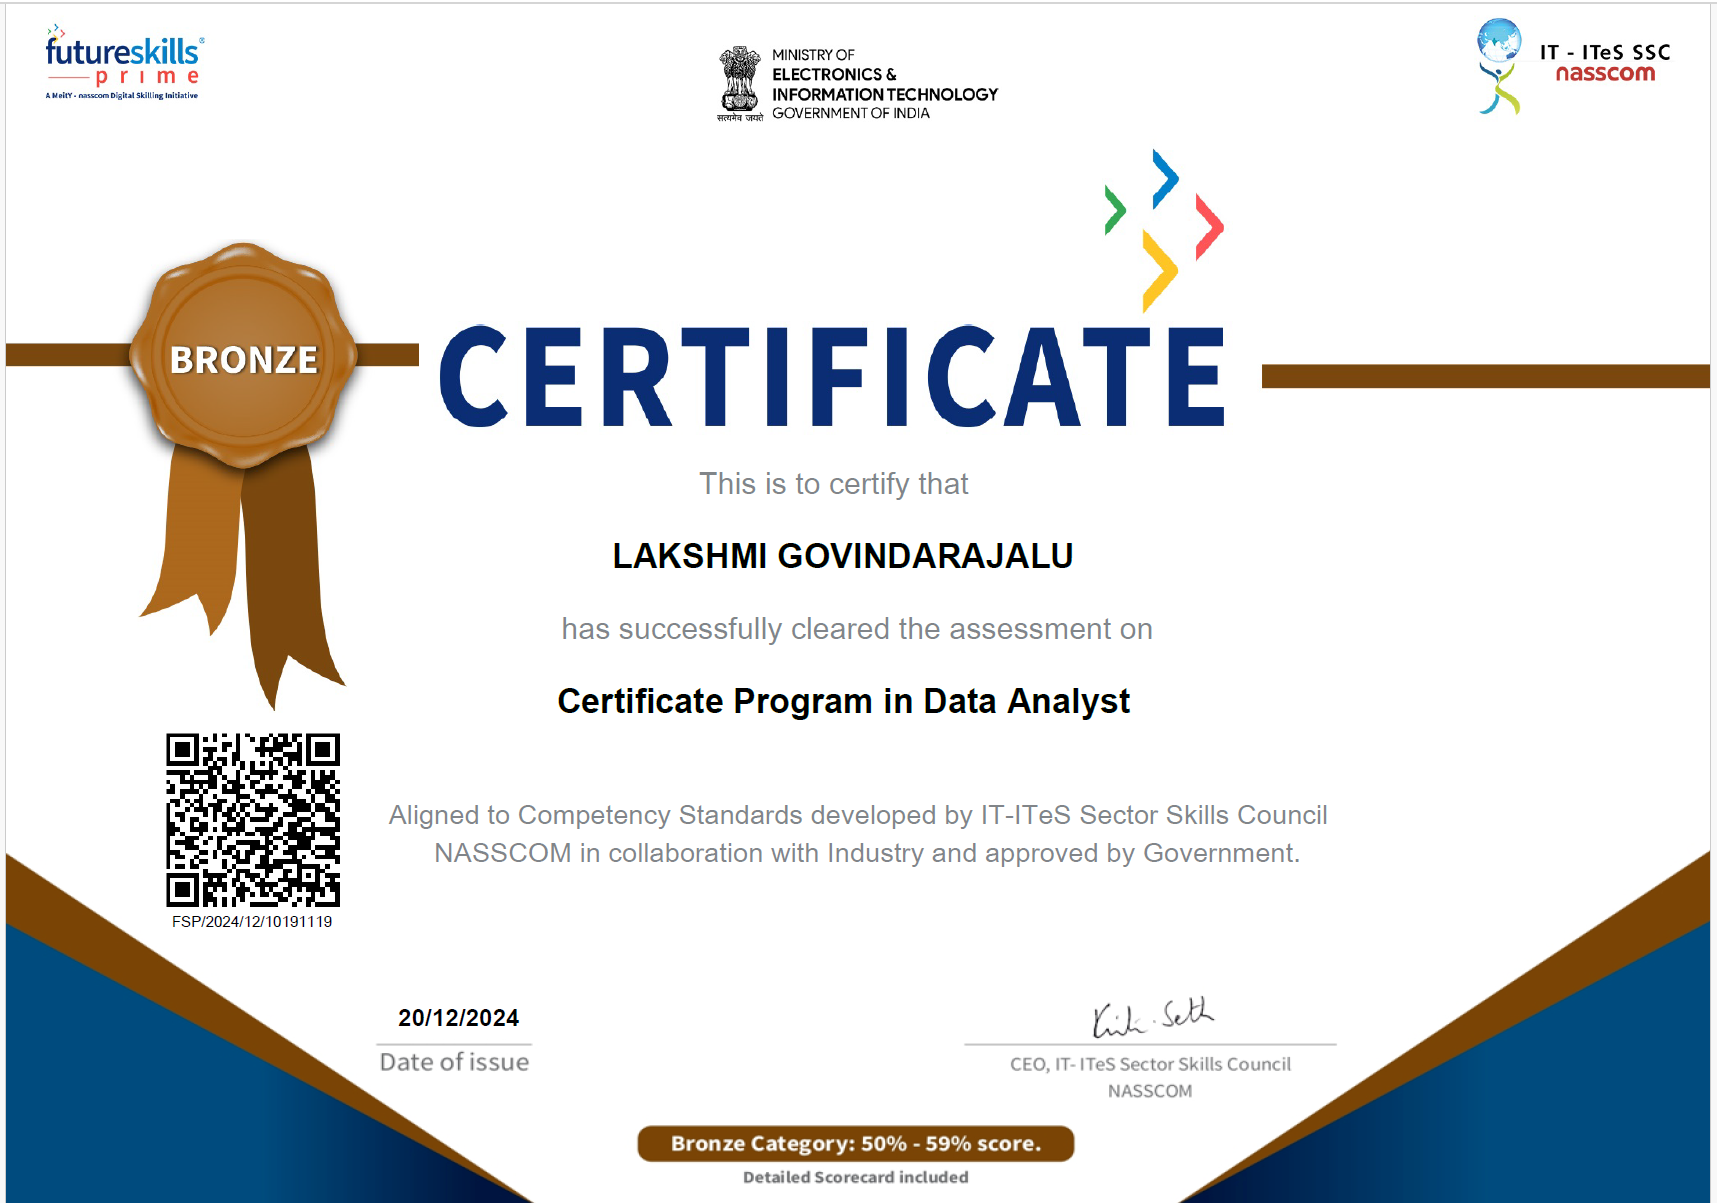 futureskills®
prime
A MeitY - nasscom Digital Skilling Initiative
MINISTRY OF
ELECTRONICS &
INFORMATION TECHNOLOGY
GOVERNMENT OF INDIA
सत्यमेव जयते
IT - ITeS SSC
nasscom
BRONZE
CERTIFICATE
This is to certify that
LAKSHMI GOVINDARAJALU
has successfully cleared the assessment on
Certificate Program in Data Analyst
Aligned to Competency Standards developed by IT-ITeS Sector Skills Council
NASSCOM in collaboration with Industry and approved by Government.
FSP/2024/12/10191119
20/12/2024
Date of issue
CEO, IT- ITeS Sector Skills Council
NASSCOM
Bronze Category: 50% - 59% score.
Detailed Scorecard included